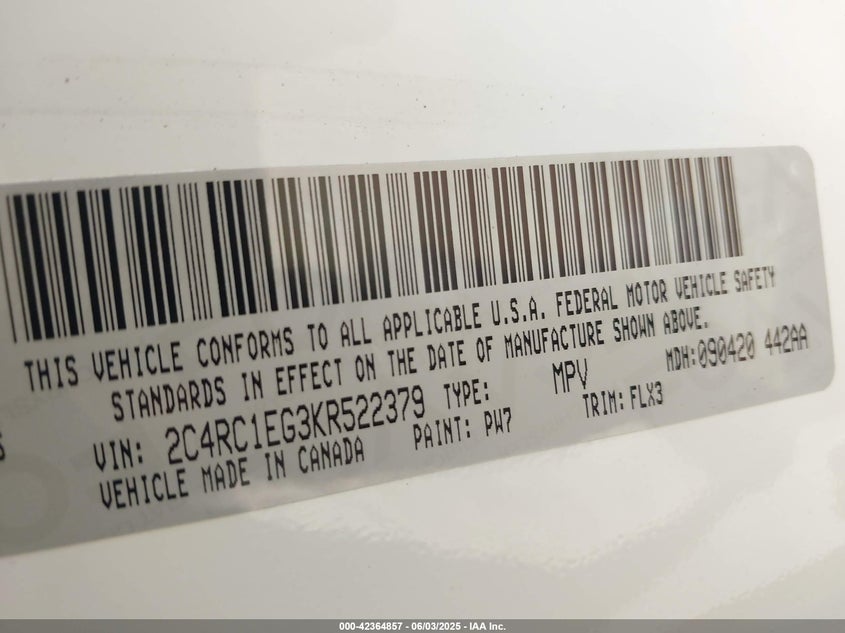 THIS VEHICLE CONFORMS TO ALL APPLICABLE U.S.A. FEDERAL MOTOR VEHICLE SAFETY
STANDARDS IN EFFECT ON THE DATE OF MANUFACTURE SHOWN ABOVE.
VIN: 2C4RC1EG3KR522379 TYPE: MPV MDH: 090420 442AA
VEHICLE MADE IN CANADA PAINT: PW7 TRIM: FLX3
000-42364857 - 06/03/2025 - IAA Inc.